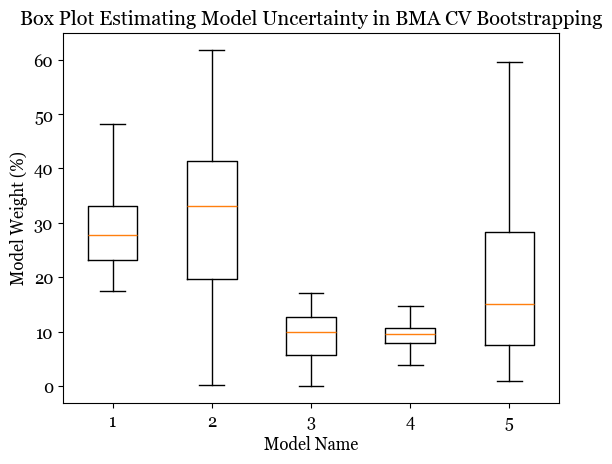 Box Plot Estimating Model Uncertainty in BMA CV Bootstrapping
60
50
40
30
20
10
0
Model Weight (%)
1 2 3 4 5
Model Name